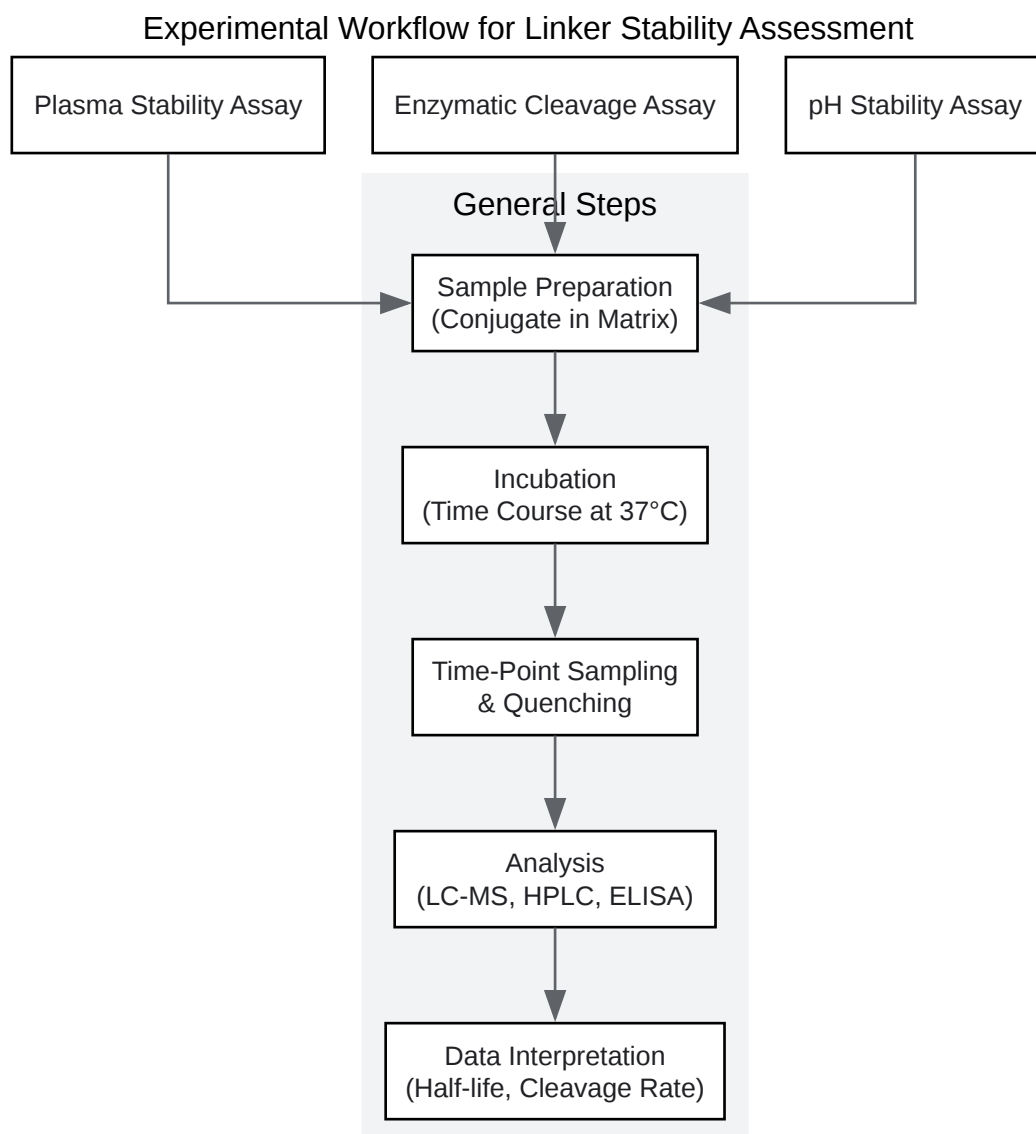 Experimental Workflow for Linker Stability Assessment
Plasma Stability Assay
Enzymatic Cleavage Assay
pH Stability Assay
General Steps
Sample Preparation
(Conjugate in Matrix)
Incubation
(Time Course at 37°C)
Time-Point Sampling
& Quenching
Analysis
(LC-MS, HPLC, ELISA)
Data Interpretation
(Half-life, Cleavage Rate)